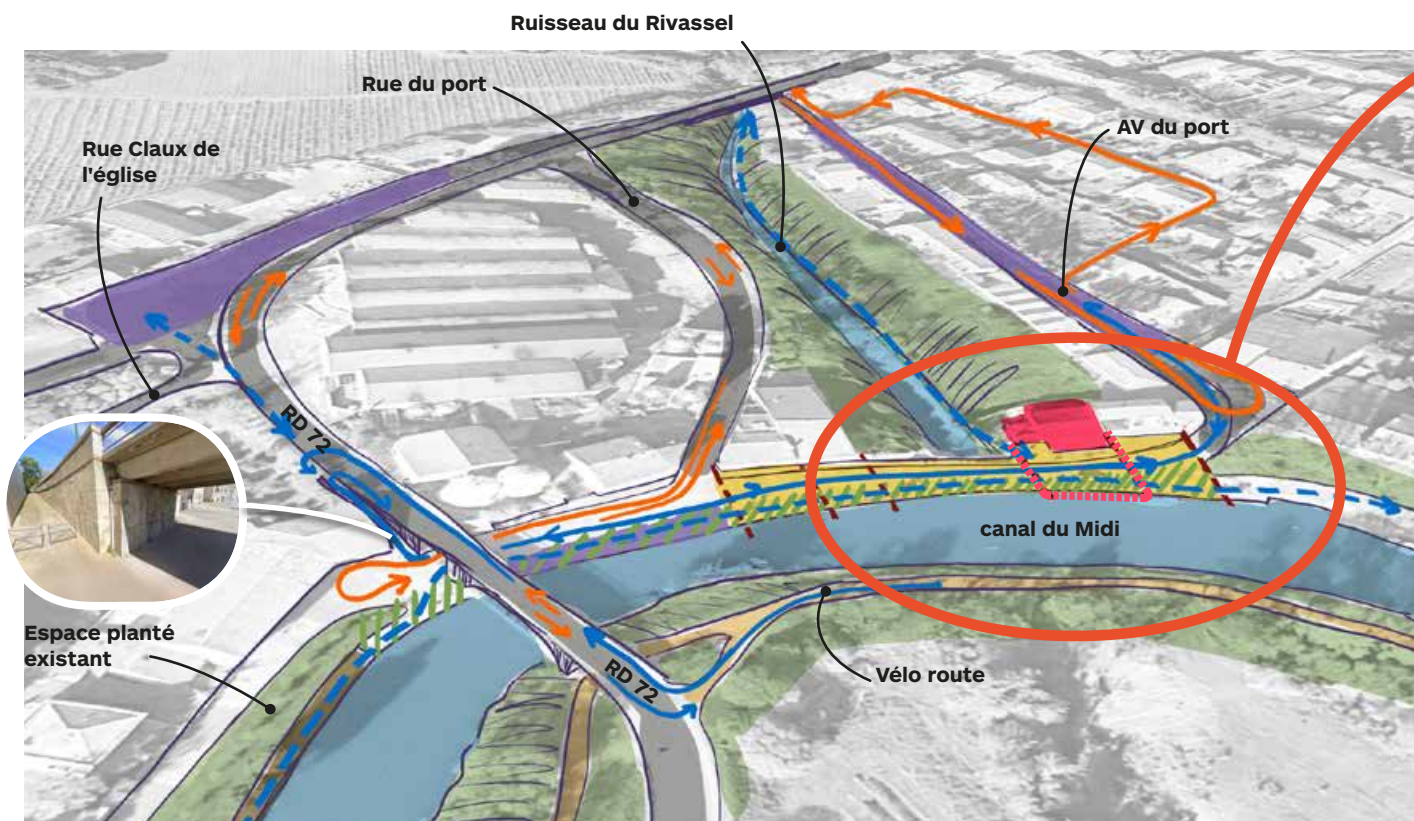 Ruisseau du Rivassel
Rue du port
AV du port
Rue Claux de
l'église
RD 72
canal du Midi
Espace planté
existant
RD 72
Vélo route